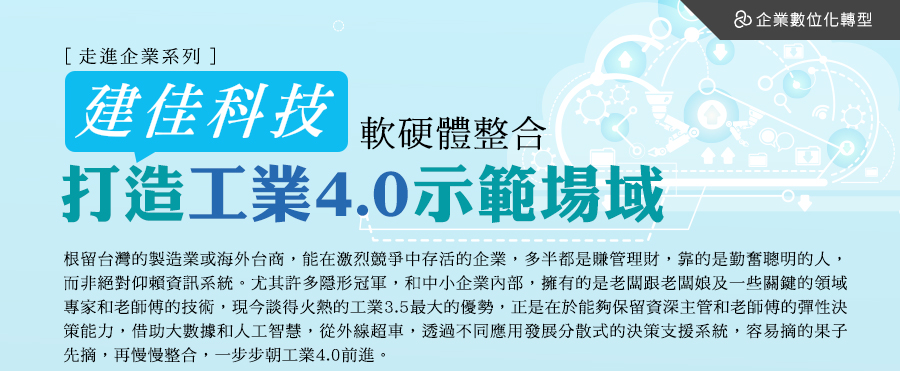 企業數位化轉型
[ 走進企業系列 ]
建佳科技 軟硬體整合
打造工業4.0示範場域
根留台灣的製造業或海外台商，能在激烈競爭中存活的企業，多半都是賺管理財，靠的是勤奮聰明的人，
而非絕對仰賴資訊系統。尤其許多隱形冠軍，和中小企業內部，擁有的是老闆跟老闆娘及一些關鍵的領域
專家和老師傅的技術，現今談得火熱的工業3.5最大的優勢，正是在於能夠保留資深主管和老師傅的彈性決
策能力，借助大數據和人工智慧，從外線超車，透過不同應用發展分散式的決策支援系統，容易摘的果子
先摘，再慢慢整合，一步步朝工業4.0前進。